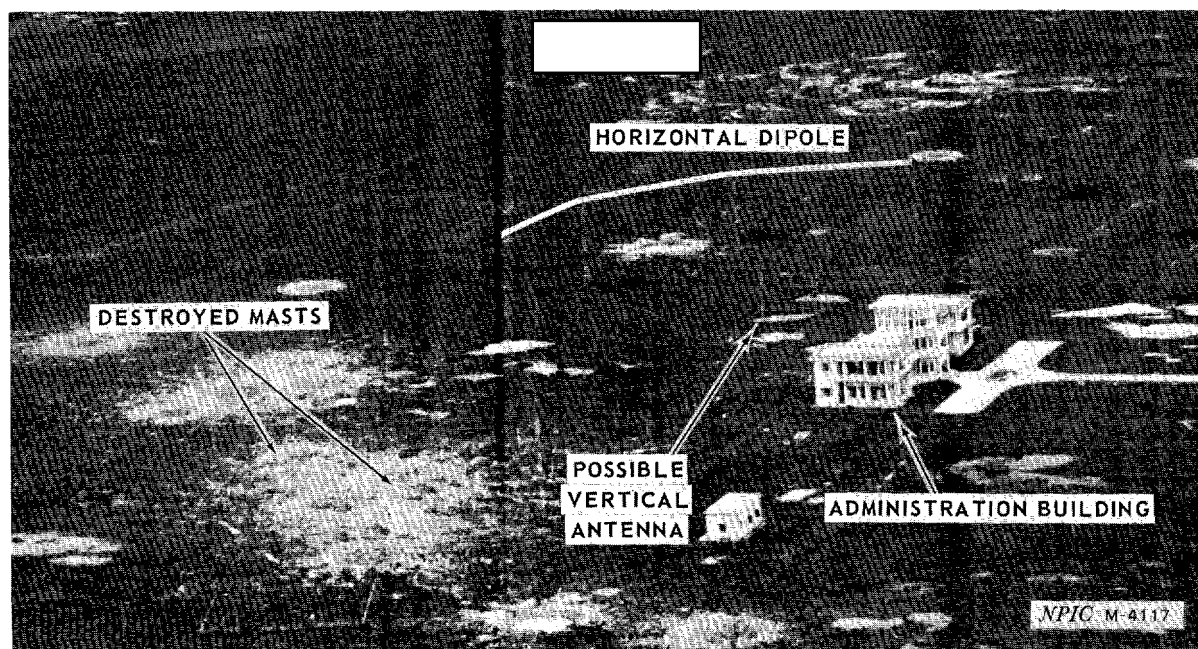 HORIZONTAL DIPOLE
DESTROYED MASTS
POSSIBLE
VERTICAL
ANTENNA
ADMINISTRATION BUILDING
NPIC M-4117